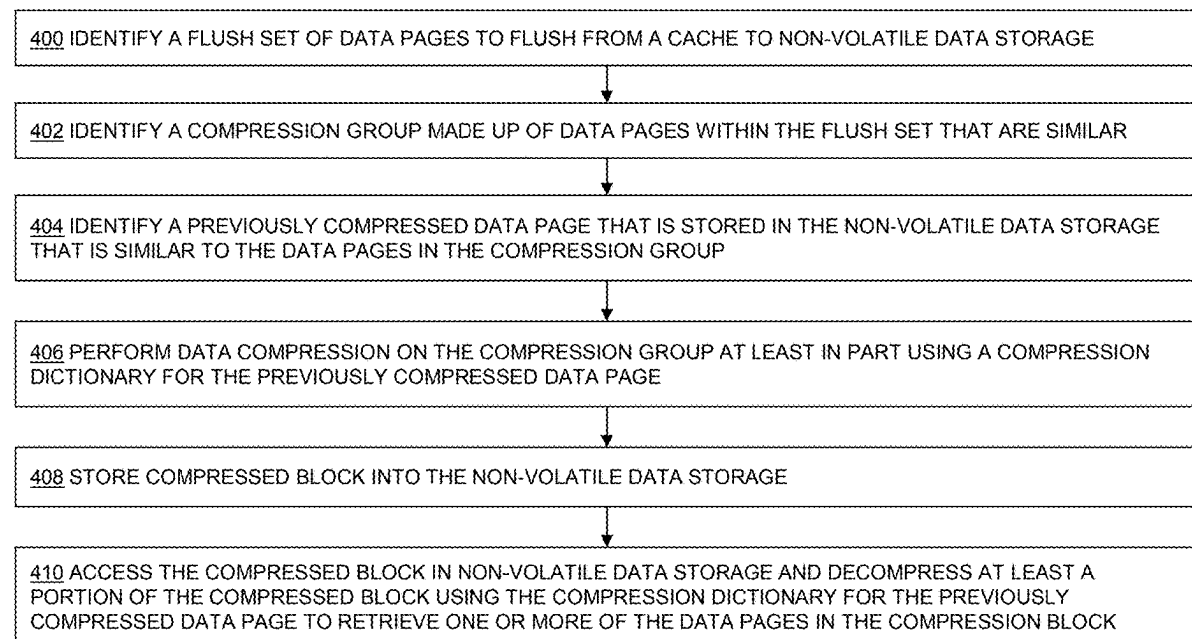 400 IDENTIFY A FLUSH SET OF DATA PAGES TO FLUSH FROM A CACHE TO NON-VOLATILE DATA STORAGE
402 IDENTIFY A COMPRESSION GROUP MADE UP OF DATA PAGES WITHIN THE FLUSH SET THAT ARE SIMILAR
404 IDENTIFY A PREVIOUSLY COMPRESSED DATA PAGE THAT IS STORED IN THE NON-VOLATILE DATA STORAGE
THAT IS SIMILAR TO THE DATA PAGES IN THE COMPRESSION GROUP
406 PERFORM DATA COMPRESSION ON THE COMPRESSION GROUP AT LEAST IN PART USING A COMPRESSION
DICTIONARY FOR THE PREVIOUSLY COMPRESSED DATA PAGE
408 STORE COMPRESSED BLOCK INTO THE NON-VOLATILE DATA STORAGE
410 ACCESS THE COMPRESSED BLOCK IN NON-VOLATILE DATA STORAGE AND DECOMPRESS AT LEAST A
PORTION OF THE COMPRESSED BLOCK USING THE COMPRESSION DICTIONARY FOR THE PREVIOUSLY
COMPRESSED DATA PAGE TO RETRIEVE ONE OR MORE OF THE DATA PAGES IN THE COMPRESSION BLOCK